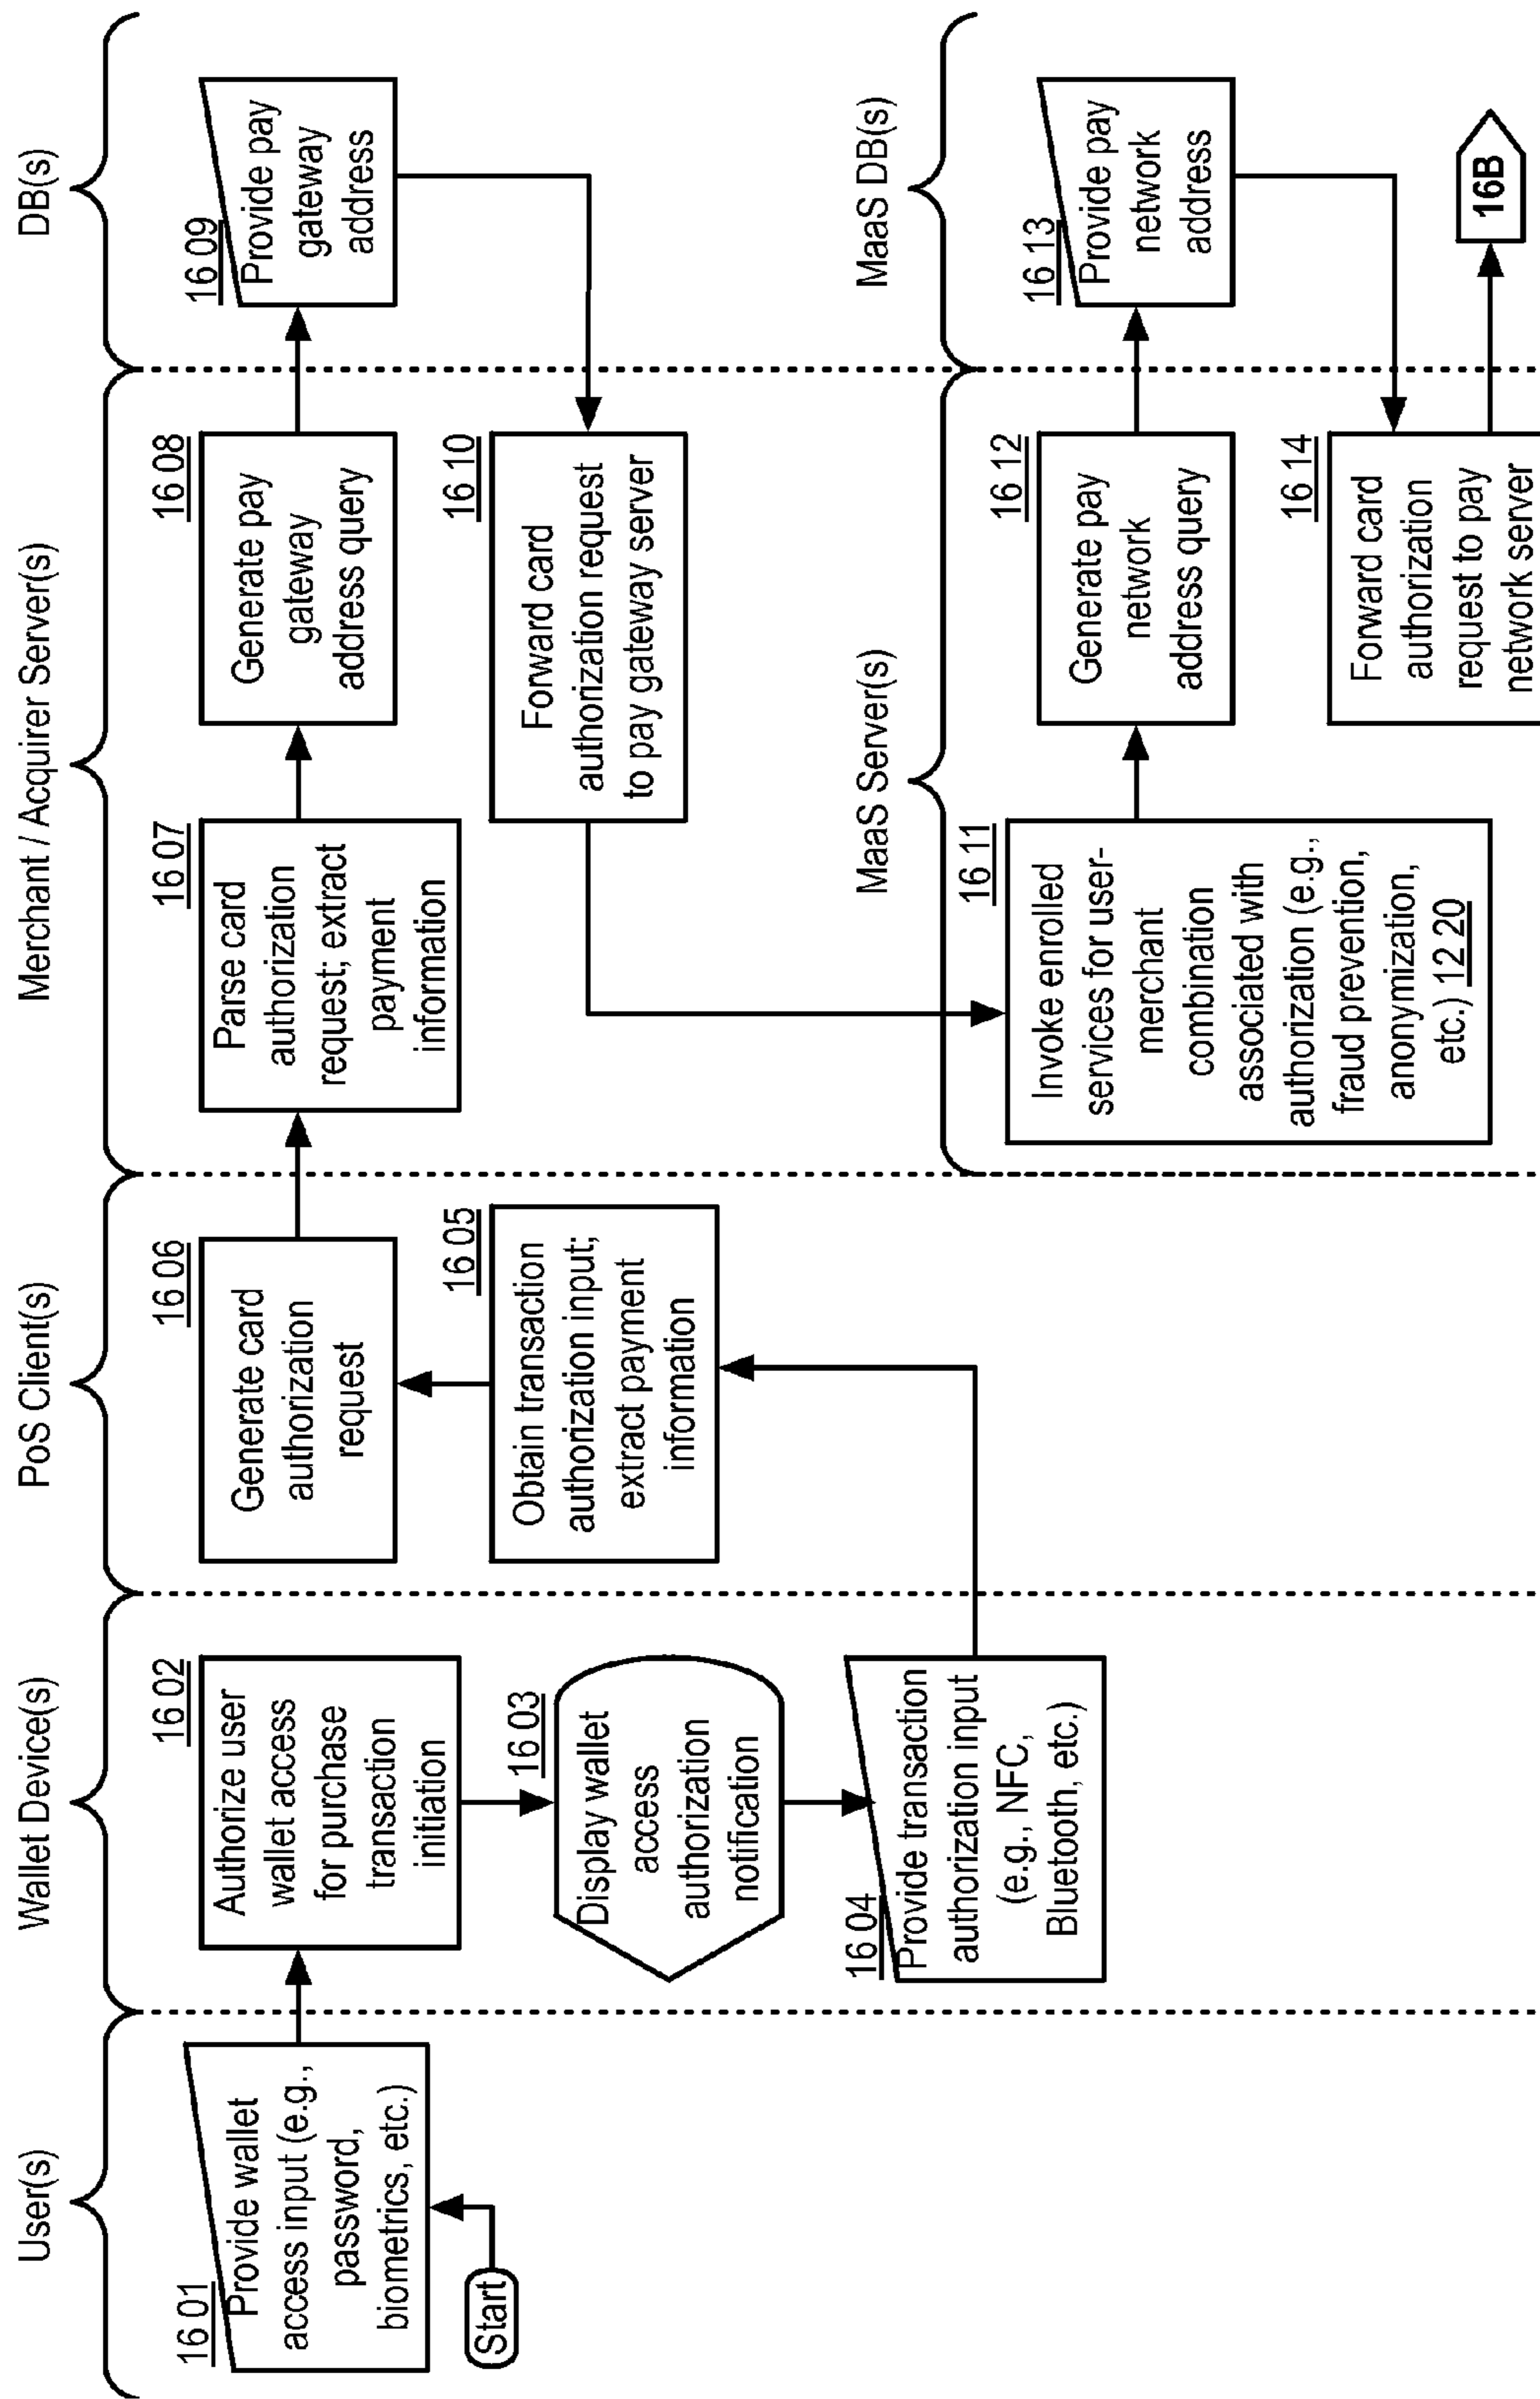 User(s)
Wallet Device(s)
PoS Client(s)
Merchant / Acquirer Server(s)
DB(s)
16 01
Provide wallet
access input (e.g.,
password,
biometrics, etc.)
Start
16 02
Authorize user
wallet access
for purchase
transaction
initiation
16 03
Display wallet
access
authorization
notification
16 04
Provide transaction
authorization input
(e.g., NFC,
Bluetooth, etc.)
16 05
Obtain transaction
authorization input;
extract payment
information
16 06
Generate card
authorization
request
16 07
Parse card
authorization
request; extract
payment
information
16 08
Generate pay
gateway
address query
16 09
Provide pay
gateway
address
16 10
Forward card
authorization request
to pay gateway server
MaaS Server(s)
MaaS DB(s)
16 11
Invoke enrolled
services for user-
merchant
combination
associated with
authorization (e.g.,
fraud prevention,
anonymization,
etc.) 12 20
16 12
Generate pay
network
address query
16 13
Provide pay
network
address
16 14
Forward card
authorization
request to pay
network server
16B